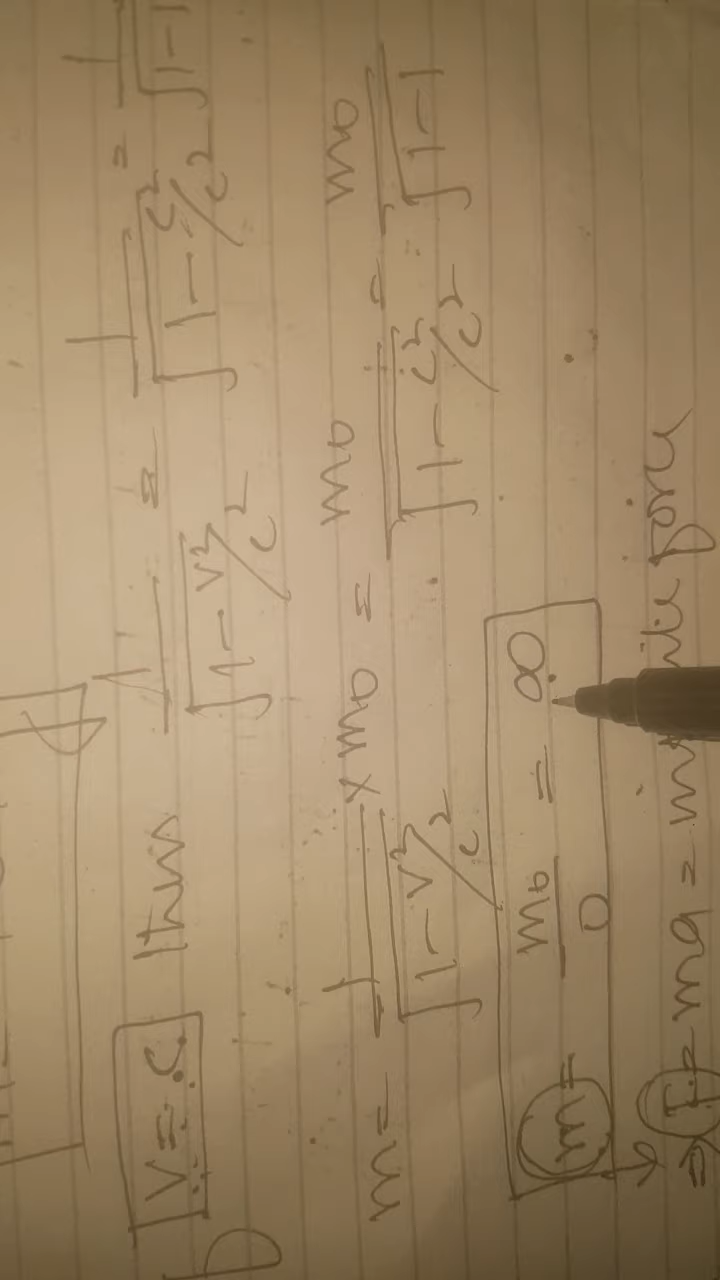 V = C then 1/√(1 - v²/c²) = 1/√(1 - c²/c²) = 1/√(1 - 1)
m = 1/√(1 - v²/c²) × m₀ = m₀/√(1 - c²/c²) = m₀/√(1 - 1)
m = m₀/0 = ∞
⇒ F = ma = force